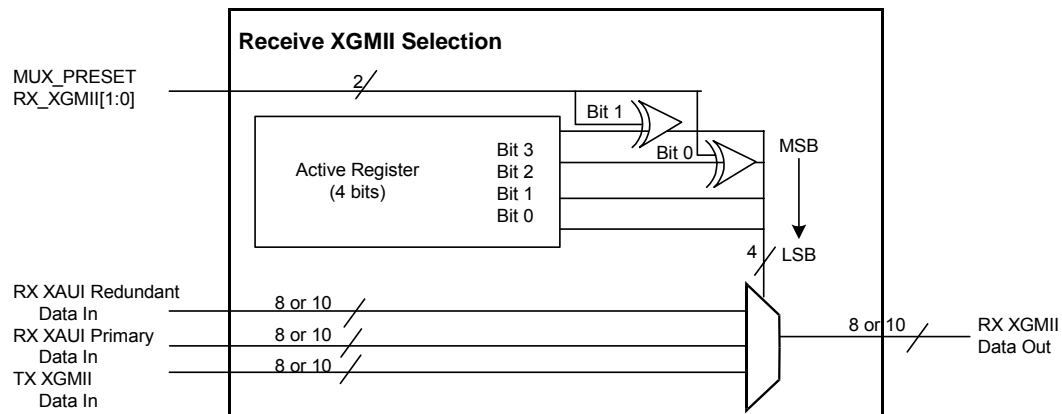 Receive XGMII Selection
MUX_PRESET
RX_XGMII[1:0]
2
Bit 1
Bit 0
MSB
Active Register
(4 bits)
Bit 3
Bit 2
Bit 1
Bit 0
4
LSB
RX XAUI Redundant
Data In
8 or 10
RX XAUI Primary
Data In
8 or 10
TX XGMII
Data In
8 or 10
8 or 10
RX XGMII
Data Out